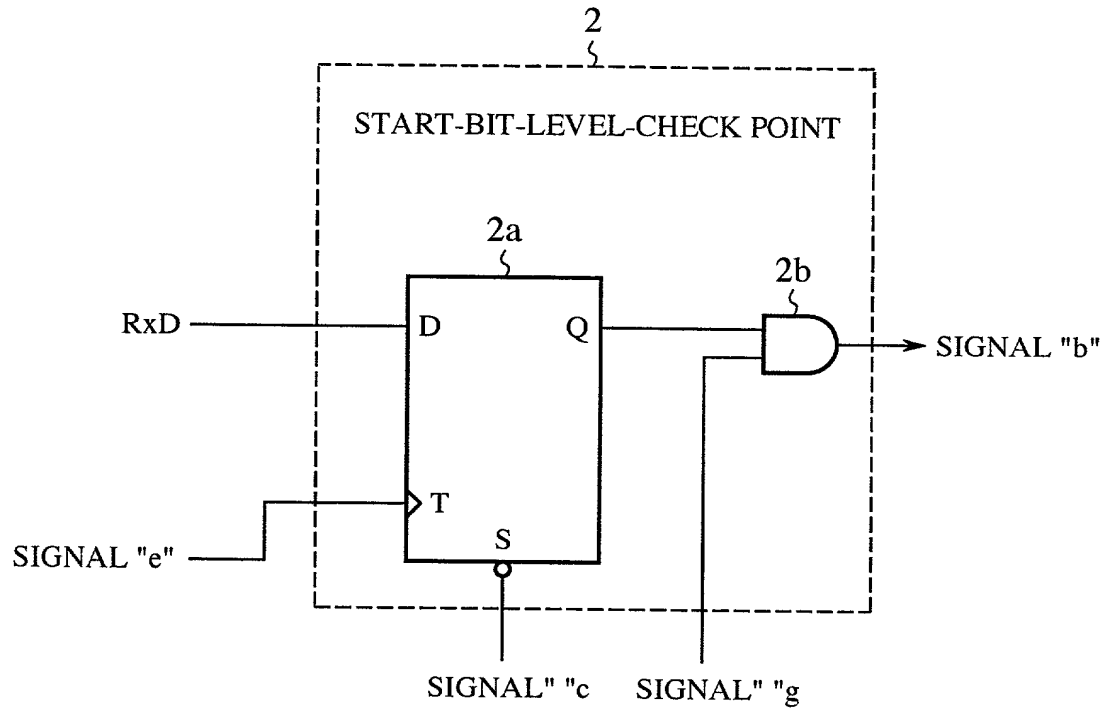 2
START-BIT-LEVEL-CHECK POINT
2a
2b
RxD
D
Q
SIGNAL "b"
T
SIGNAL "e"
S
SIGNAL" "c
SIGNAL" "g